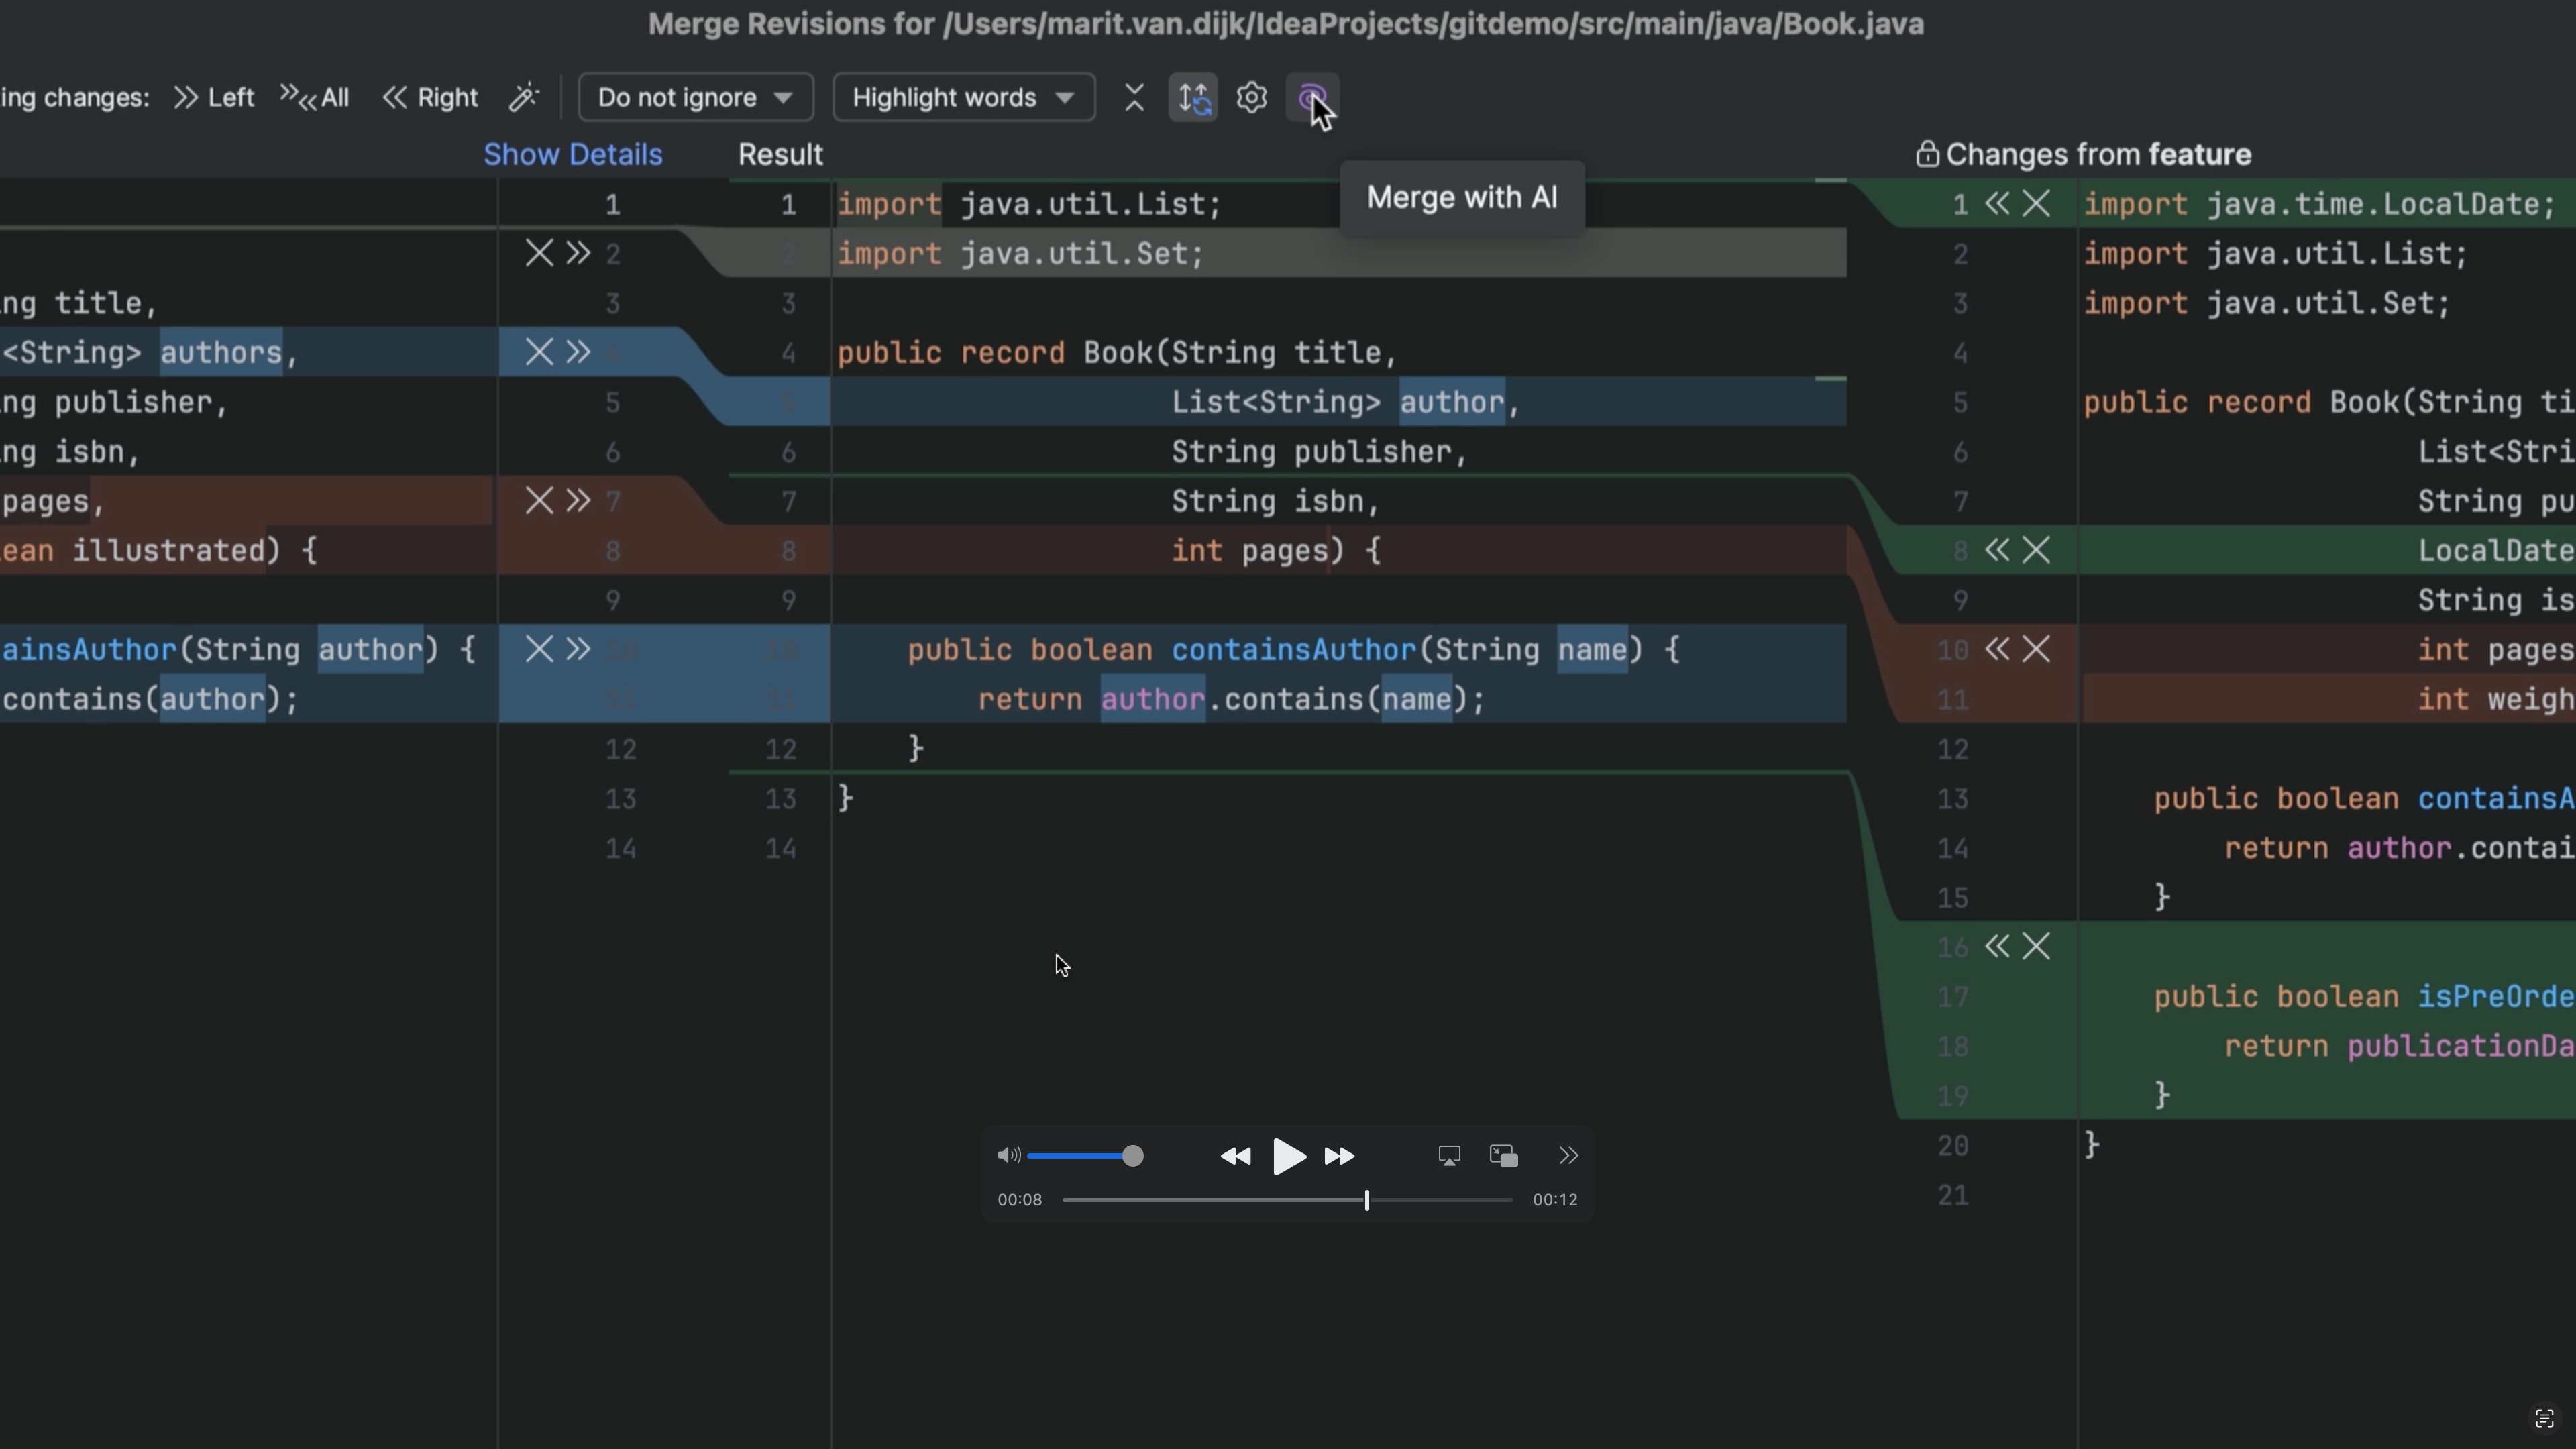 Merge Revisions for /Users/marit.van.dijk/IdeaProjects/gitdemo/src/main/java/Book.java
ing changes: Left All Right Do not ignore Highlight words
Show Details Result Changes from feature
Merge with AI
1
2
3 ng title,
4 <String> authors,
5 ng publisher,
6 ng isbn,
7 pages,
8 ean illustrated) {
9
10 ainsAuthor(String author) {
11 contains(author);
12
13
14
1 import java.util.List;
2 import java.util.Set;
3
4 public record Book(String title,
5 List<String> author,
6 String publisher,
7 String isbn,
8 int pages) {
9
10 public boolean containsAuthor(String name) {
11 return author.contains(name);
12 }
13 }
14
1 import java.time.LocalDate;
2 import java.util.List;
3 import java.util.Set;
4
5 public record Book(String ti
6 List<Stri
7 String pu
8 LocalDate
9 String is
10 int pages
11 int weigh
12
13 public boolean containsA
14 return author.contai
15 }
16
17 public boolean isPreOrde
18 return publicationDa
19 }
20 }
21
00:08 00:12